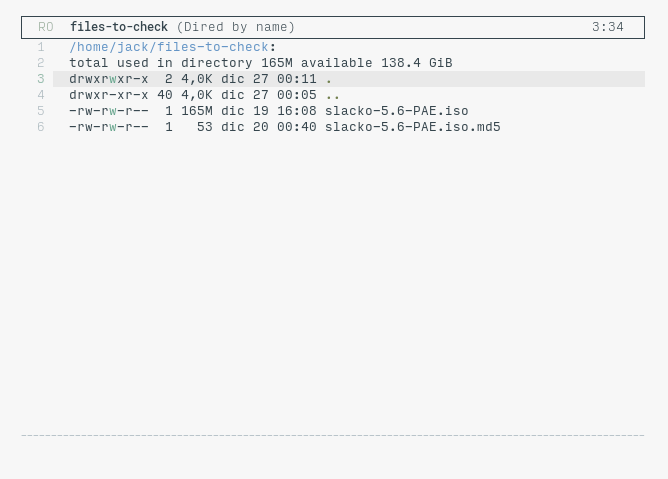 RO files-to-check (Dired by name) 3:34
1 /home/jack/files-to-check:
2 total used in directory 165M available 138.4 GiB
3 drwxrwxr-x  2 4,0K dic 27 00:11 .
4 drwxr-xr-x 40 4,0K dic 27 00:05 ..
5 -rw-rw-r--  1 165M dic 19 16:08 slacko-5.6-PAE.iso
6 -rw-rw-r--  1   53 dic 20 00:40 slacko-5.6-PAE.iso.md5